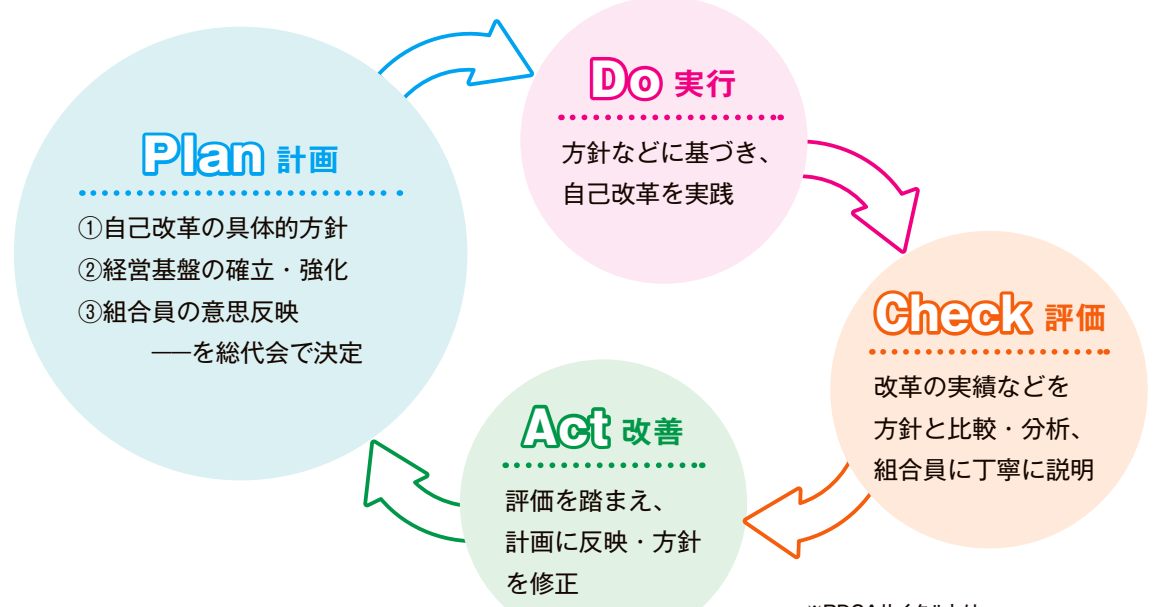 Plan 計画
①自己改革の具体的方針
②経営基盤の確立・強化
③組合員の意思反映
──を総代会で決定
Do 実行
方針などに基づき、
自己改革を実践
Check 評価
改革の実績などを
方針と比較・分析、
組合員に丁寧に説明
Act 改善
評価を踏まえ、
計画に反映・方針
を修正